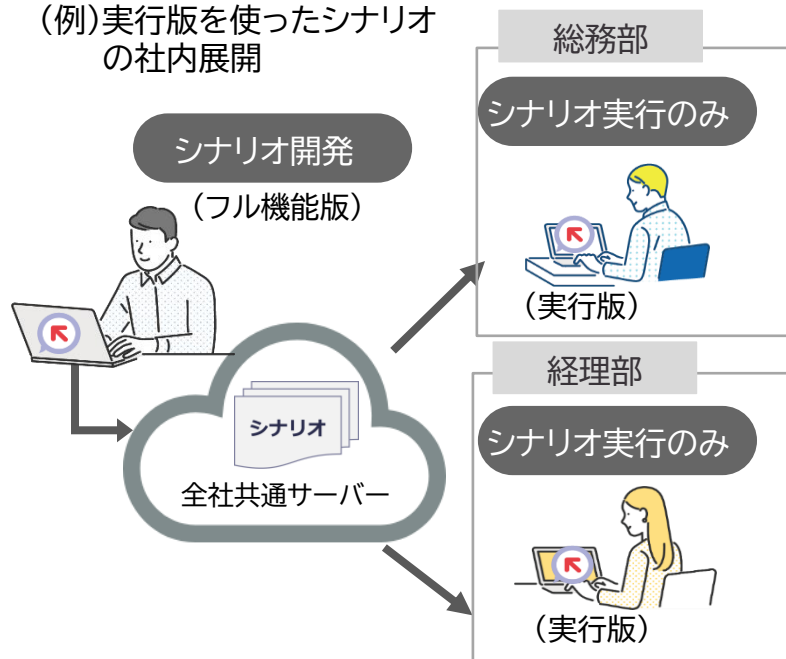 (例)実行版を使ったシナリオ
の社内展開
シナリオ開発
(フル機能版)
シナリオ
全社共通サーバー
総務部
シナリオ実行のみ
(実行版)
経理部
シナリオ実行のみ
(実行版)